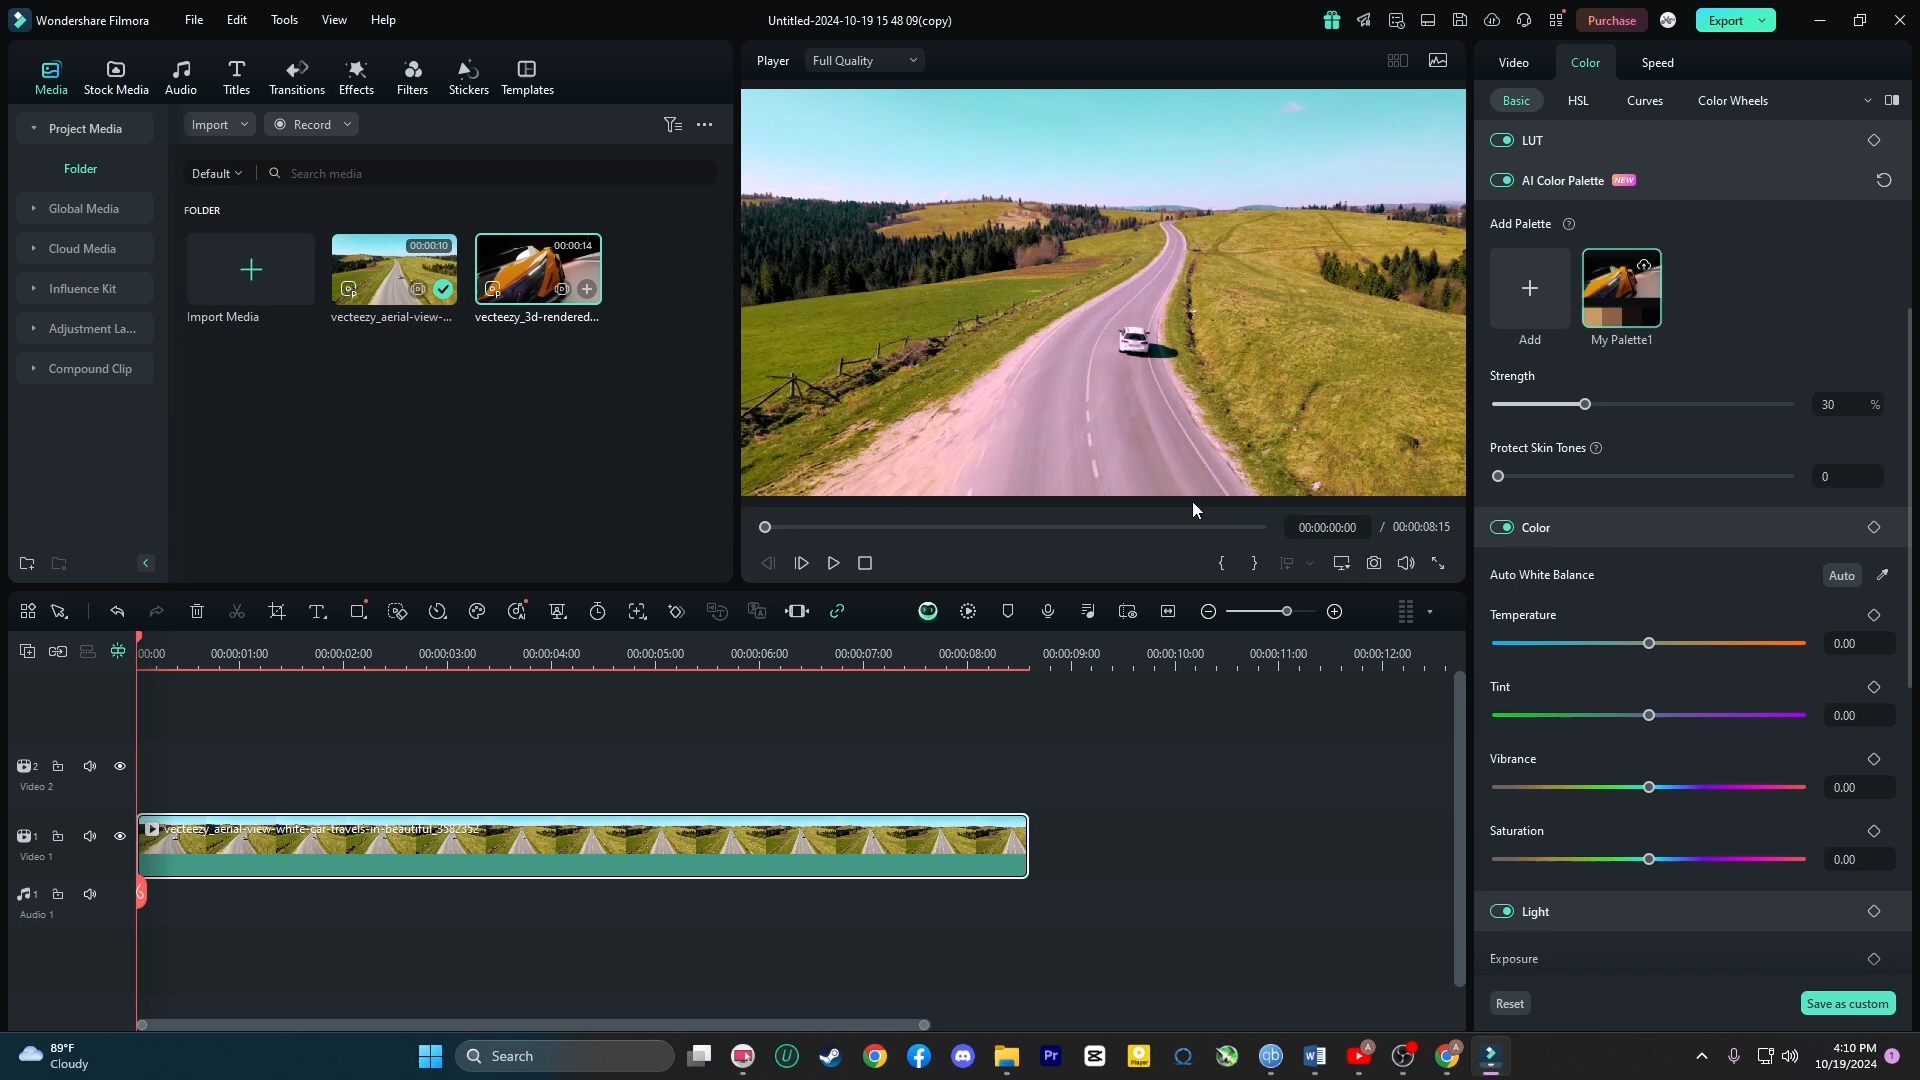 Wondershare Filmora File Edit Tools View Help Untitled-2024-10-19 15 48 09(copy) Purchase Export
Media Stock Media Audio Titles Transitions Effects Filters Stickers Templates
Project Media
Folder
Global Media
Cloud Media
Influence Kit
Adjustment La...
Compound Clip
Import Record
Default Search media
FOLDER
00:00:10 00:00:14
Import Media vecteezy_aerial-view-... vecteezy_3d-rendered...
Player Full Quality
00:00:00:00 / 00:00:08:15
Video Color Speed
Basic HSL Curves Color Wheels
LUT
AI Color Palette NEW
Add Palette
Add My Palette1
Strength
30 %
Protect Skin Tones
0
Color
Auto White Balance Auto
Temperature
0.00
Tint
0.00
Vibrance
0.00
Saturation
0.00
Light
Exposure
Reset Save as custom
00:00 00:00:01:00 00:00:02:00 00:00:03:00 00:00:04:00 00:00:05:00 00:00:06:00 00:00:07:00 00:00:08:00 00:00:09:00 00:00:10:00 00:00:11:00 00:00:12:00
2
Video 2
1 vecteezy_aerial-view-white-car-travels-in-beautiful_3582352
Video 1
1
Audio 1
89°F
Cloudy
Search
4:10 PM
10/19/2024
1